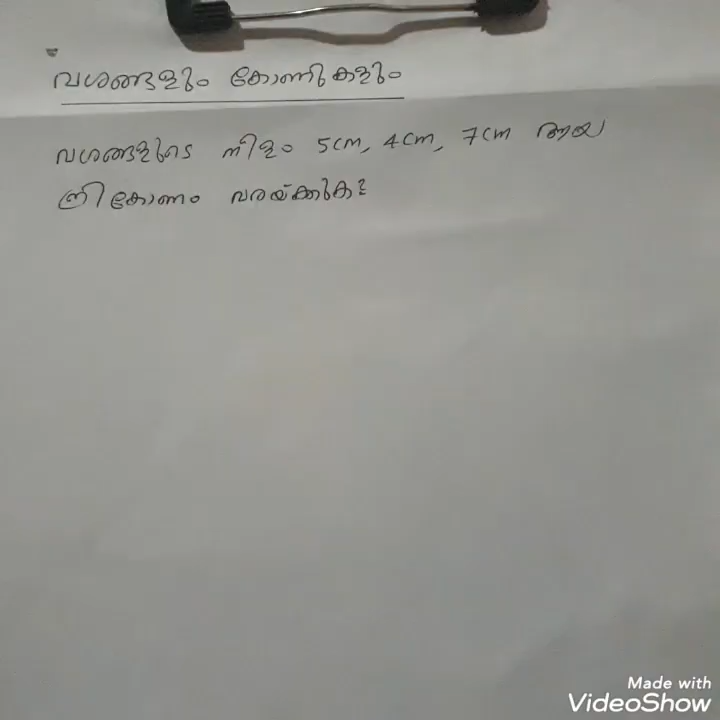 വശങ്ങളും കോണുകളും
വശങ്ങളുടെ നീളം 5cm, 4cm, 7cm ആയ
ത്രികോണം വരയ്ക്കുക?
Made with
VideoShow